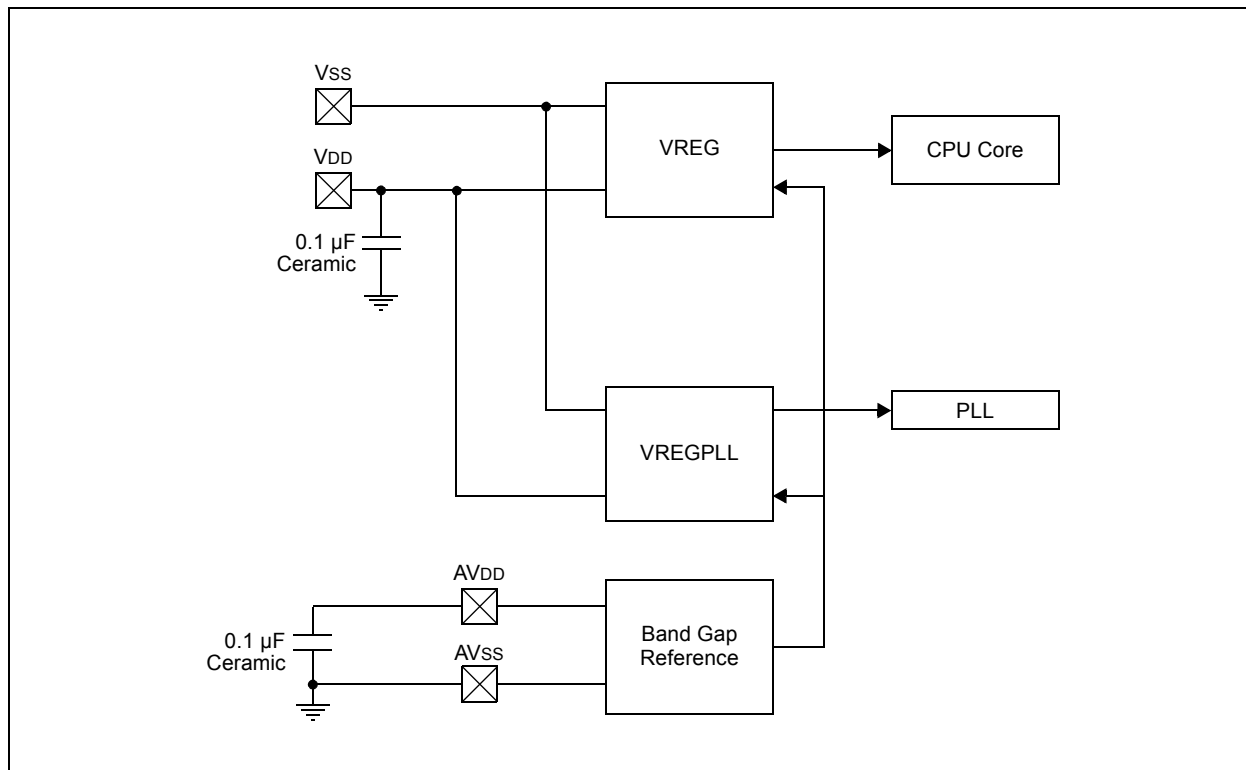 VSS
VREG
CPU Core
VDD
0.1 µF
Ceramic
VREGPLL
PLL
AVDD
0.1 µF
Ceramic
AVSS
Band Gap
Reference